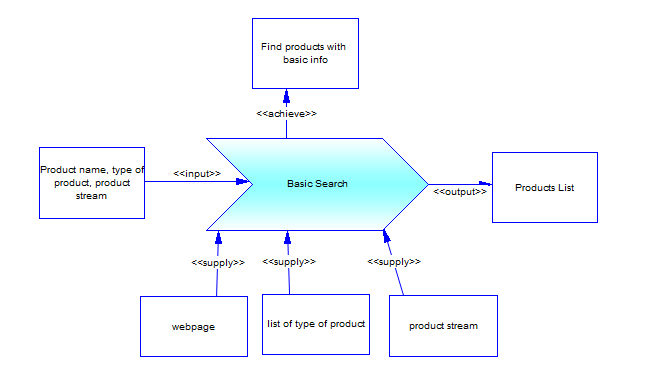 Find products with
basic info
<<achieve>>
Product name, type of
product, product
stream
<<input>>
Basic Search
<<output>>
Products List
<<supply>>
<<supply>>
<<supply>>
webpage
list of type of product
product stream